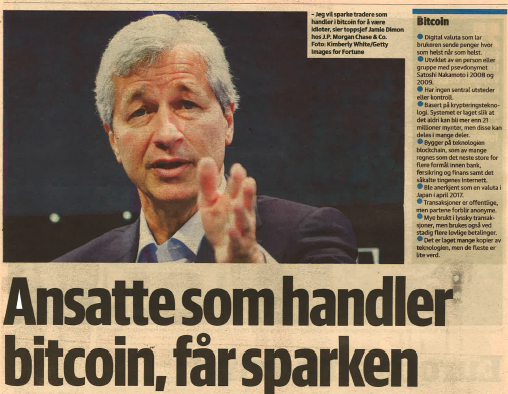 – Jeg vil sparke tradere som
handler i bitcoin for å være
idioter, sier toppsjef Jamie Dimon
hos J.P. Morgan Chase & Co.
Foto: Kimberly White/Getty
Images for Fortune
Bitcoin
● Digital valuta som lar
brukeren sende penger hvor
som helst når som helst.
● Utviklet av en person eller
gruppe med pseudonymet
Satoshi Nakamoto i 2008 og
2009.
● Har ingen sentral utsteder
eller kontroll.
● Basert på krypteringstekno-
logi. Systemet er laget slik at
det aldri kan bli mer enn 21
millioner mynter, men disse kan
deles i mange deler.
● Bygger på teknologien
blockchain, som av mange
regnes som det neste store for
flere formål innen bank,
forsikring og finans samt det
såkalte tingenes Internett.
● Ble anerkjent som en valuta i
Japan i april 2017.
● Transaksjoner er offentlige,
men partene forblir anonyme.
● Mye brukt i lyssky transak-
sjoner, men brukes også ved
stadig flere lovlige betalinger.
● Det er laget mange kopier av
teknologien, men de fleste er
lite verd.
Ansatte som handler
bitcoin, får sparken